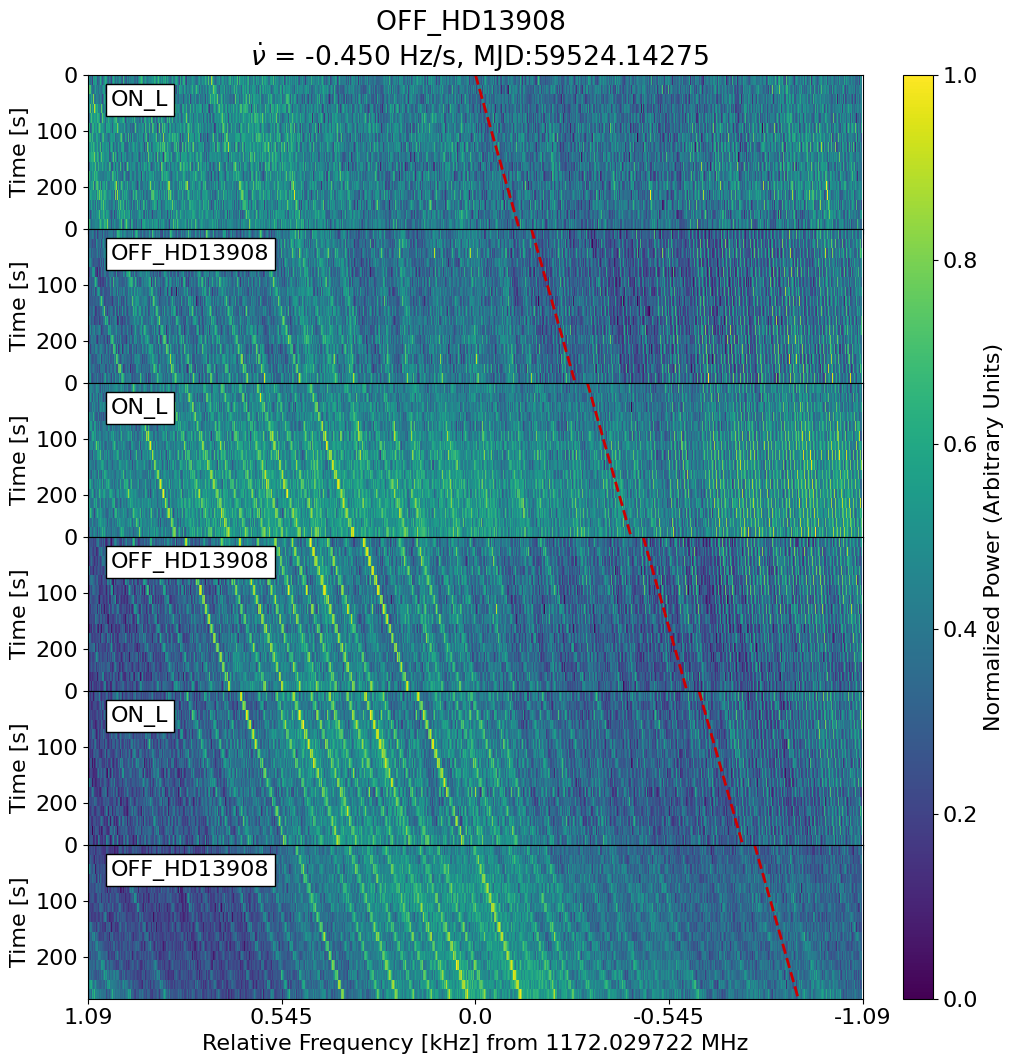 OFF_HD13908
ν̇ = -0.450 Hz/s, MJD:59524.14275
ON_L
OFF_HD13908
ON_L
OFF_HD13908
ON_L
OFF_HD13908
0
100
200
0
100
200
0
100
200
0
100
200
0
100
200
0
100
200
Time [s]
Time [s]
Time [s]
Time [s]
Time [s]
Time [s]
1.09 0.545 0.0 -0.545 -1.09
Relative Frequency [kHz] from 1172.029722 MHz
1.0
0.8
0.6
0.4
0.2
0.0
Normalized Power (Arbitrary Units)